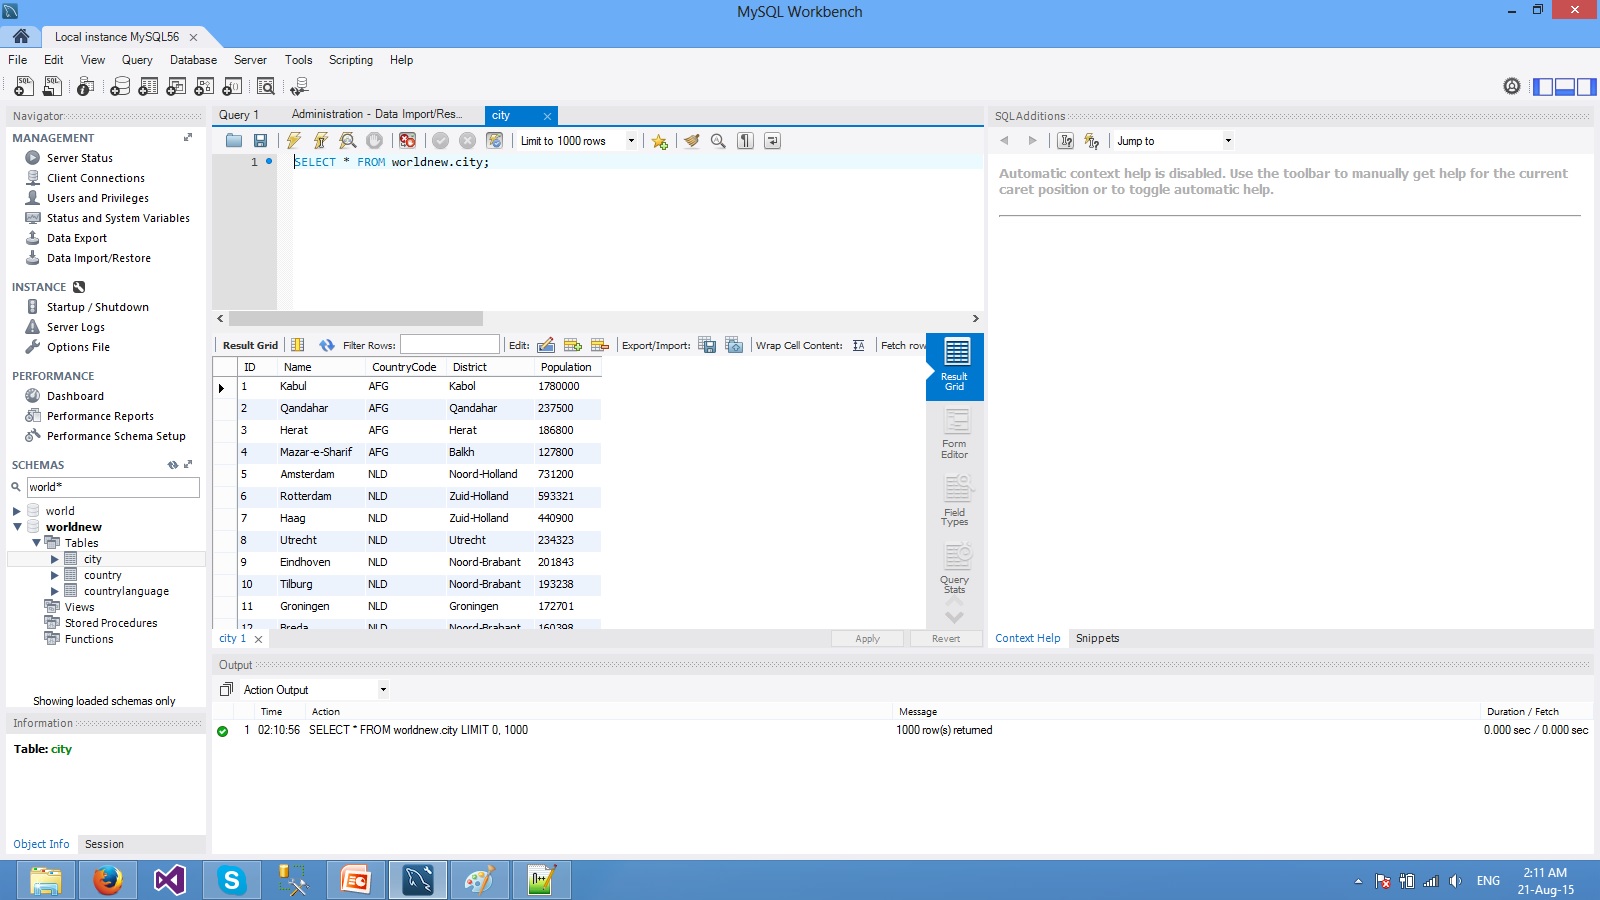 MySQL Workbench
Local instance MySQL56
File Edit View Query Database Server Tools Scripting Help
Navigator
MANAGEMENT
Server Status
Client Connections
Users and Privileges
Status and System Variables
Data Export
Data Import/Restore
INSTANCE
Startup / Shutdown
Server Logs
Options File
PERFORMANCE
Dashboard
Performance Reports
Performance Schema Setup
SCHEMAS
world*
world
worldnew
Tables
city
country
countrylanguage
Views
Stored Procedures
Functions
Showing loaded schemas only
Information
Table: city
Object Info Session
Query 1 Administration - Data Import/Res... city
Limit to 1000 rows
1 SELECT * FROM worldnew.city;
Result Grid Filter Rows: Edit: Export/Import: Wrap Cell Content: Fetch row
ID Name CountryCode District Population
1 Kabul AFG Kabol 1780000
2 Qandahar AFG Qandahar 237500
3 Herat AFG Herat 186800
4 Mazar-e-Sharif AFG Balkh 127800
5 Amsterdam NLD Noord-Holland 731200
6 Rotterdam NLD Zuid-Holland 593321
7 Haag NLD Zuid-Holland 440900
8 Utrecht NLD Utrecht 234323
9 Eindhoven NLD Noord-Brabant 201843
10 Tilburg NLD Noord-Brabant 193238
11 Groningen NLD Groningen 172701
12 Breda NLD Noord-Brabant 160398
Result
Grid
Form
Editor
Field
Types
Query
Stats
city 1 Apply Revert
SQLAdditions
Jump to
Automatic context help is disabled. Use the toolbar to manually get help for the current
caret position or to toggle automatic help.
Context Help Snippets
Output
Action Output
Time Action Message Duration / Fetch
1 02:10:56 SELECT * FROM worldnew.city LIMIT 0, 1000 1000 row(s) returned 0.000 sec / 0.000 sec
ENG
2:11 AM
21-Aug-15